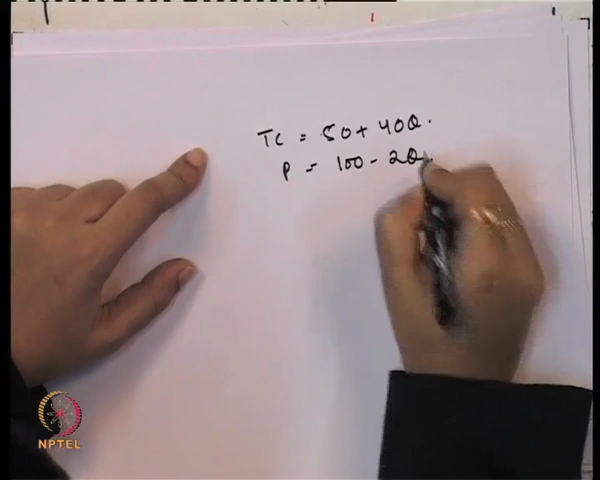 TC = 50 + 40Q.
P = 100 - 2Q.
NPTEL